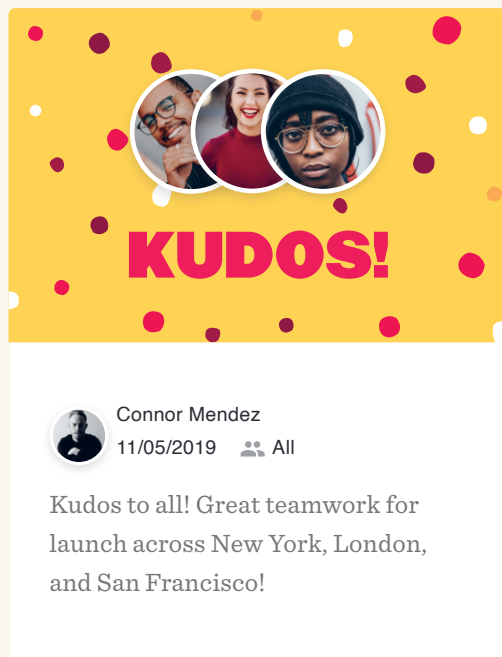 KUDOS!
Connor Mendez
11/05/2019 All
Kudos to all! Great teamwork for
launch across New York, London,
and San Francisco!